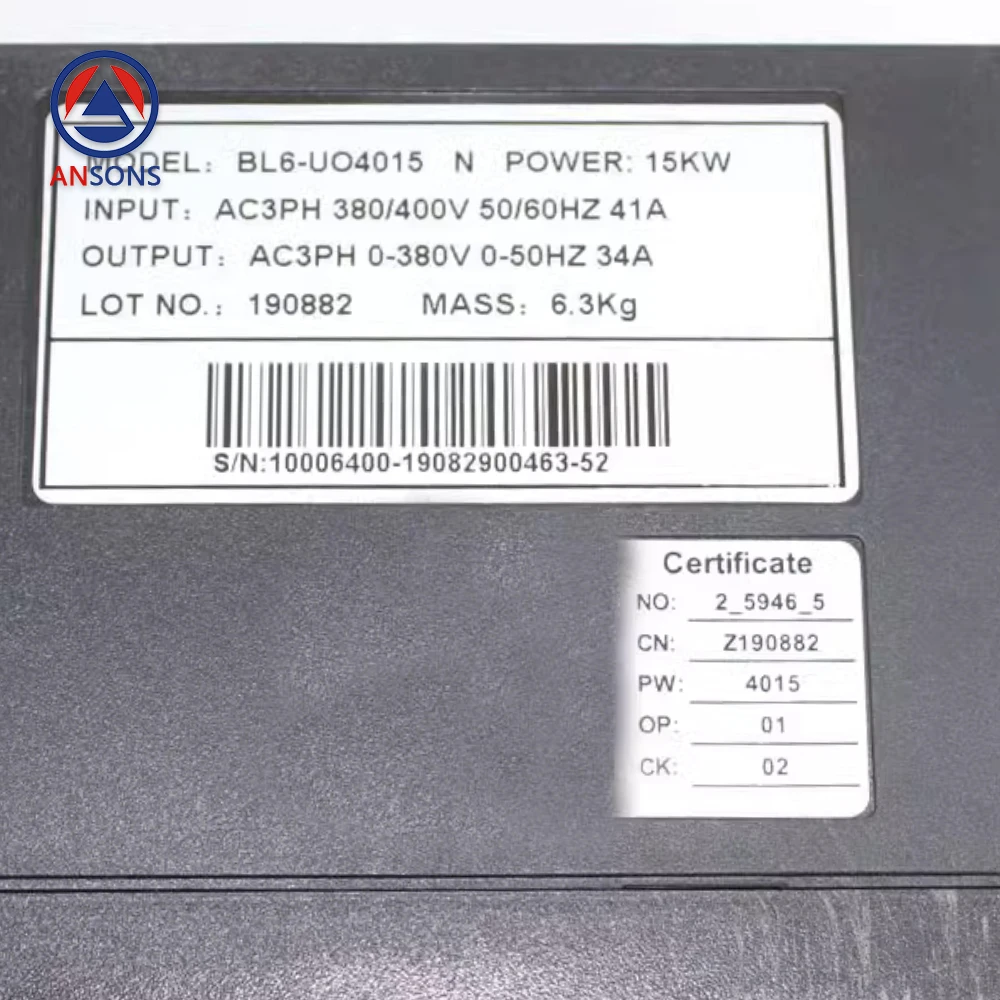 ANSONS
MODEL: BL6-UO4015 N POWER: 15KW
INPUT: AC3PH 380/400V 50/60HZ 41A
OUTPUT: AC3PH 0-380V 0-50HZ 34A
LOT NO.: 190882 MASS: 6.3Kg
S/N:10006400-19082900463-52
Certificate
NO: 2_5946_5
CN: Z190882
PW: 4015
OP: 01
CK: 02